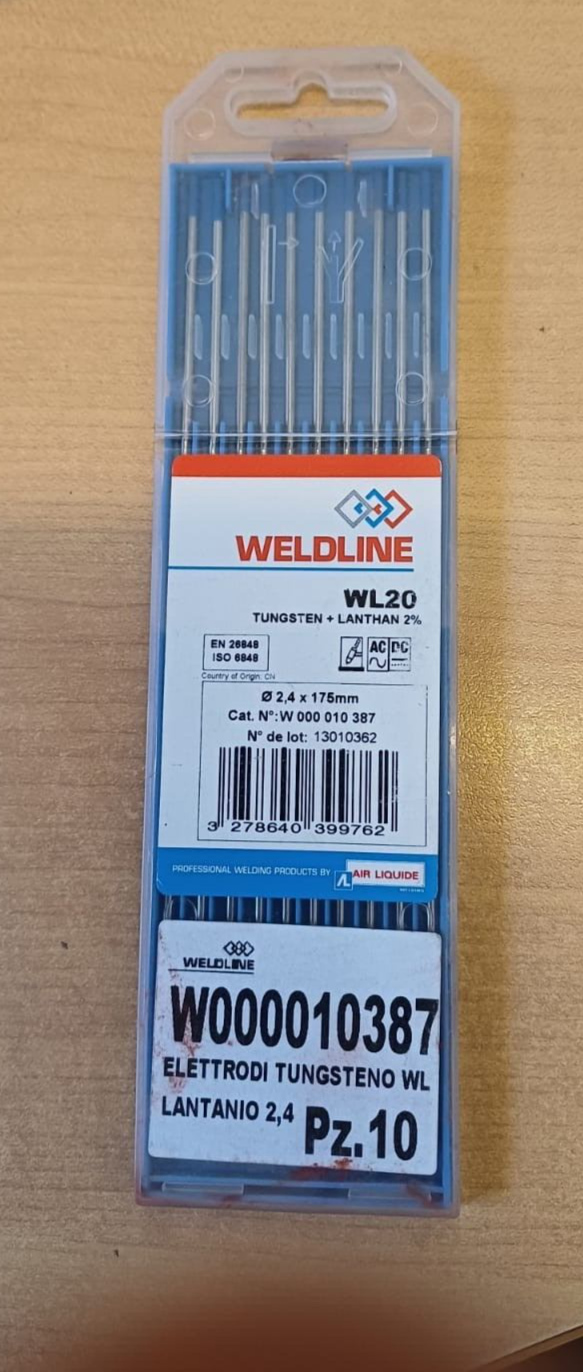 WELDLINE
WL20
TUNGSTEN + LANTHAN 2%
EN 26848
ISO 6848
AC DC
Country of Origin: CN
Ø 2,4 x 175mm
Cat. N°: W 000 010 387
N° de lot: 13010362
3 278640 399762
PROFESSIONAL WELDING PRODUCTS BY AL AIR LIQUIDE
WELDLINE
W000010387
ELETTRODI TUNGSTENO WL
LANTANIO 2,4 Pz.10